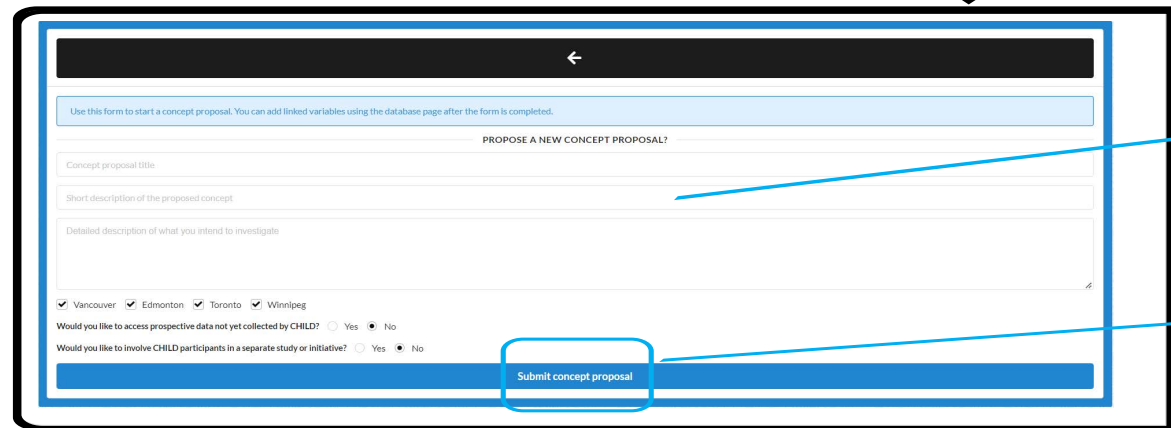 Use this form to start a concept proposal. You can add linked variables using the database page after the form is completed.
PROPOSE A NEW CONCEPT PROPOSAL?
Concept proposal title
Short description of the proposed concept
Detailed description of what you intend to investigate
Vancouver Edmonton Toronto Winnipeg
Would you like to access prospective data not yet collected by CHILD? Yes No
Would you like to involve CHILD participants in a separate study or initiative? Yes No
Submit concept proposal